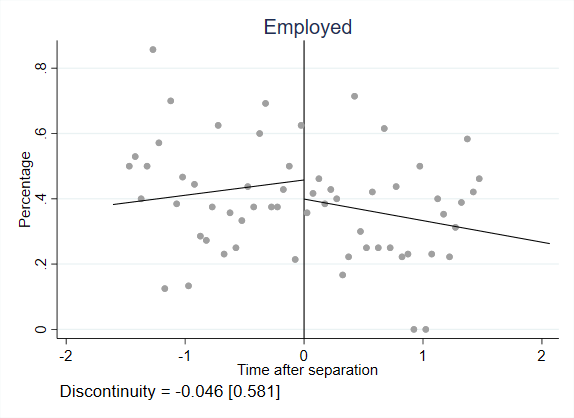 Employed
Percentage
.8
.6
.4
.2
0
-2 -1 0 1 2
Time after separation
Discontinuity = -0.046 [0.581]